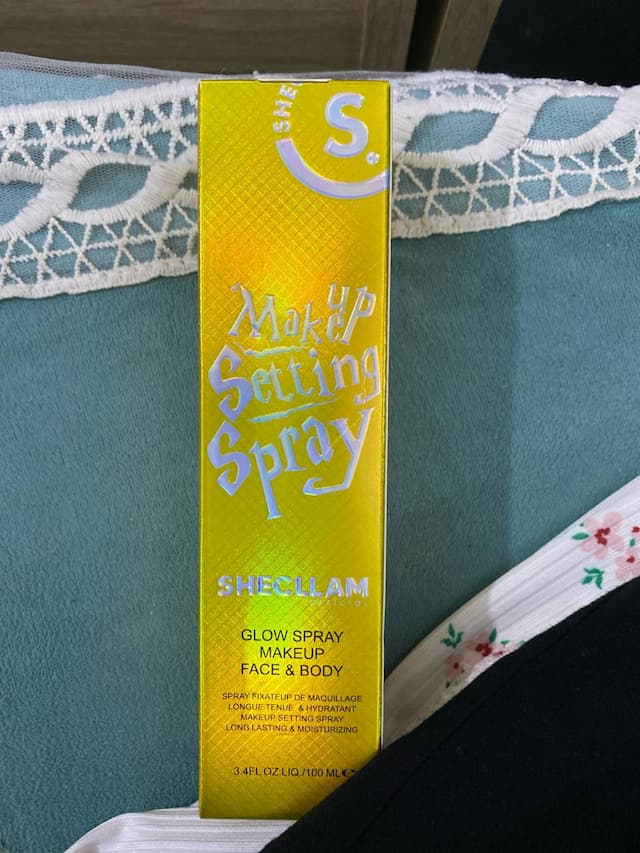 SHE
S.
Makeup
Setting
Spray
SHECLLAM
GLOW SPRAY
MAKEUP
FACE & BODY
SPRAY FIXATEUP DE MAQUILLAGE
LONGUE TENUE & HYDRATANT
MAKEUP SETTING SPRAY
LONG LASTING & MOISTURIZING
3.4FL OZ.LIQ./100 ML